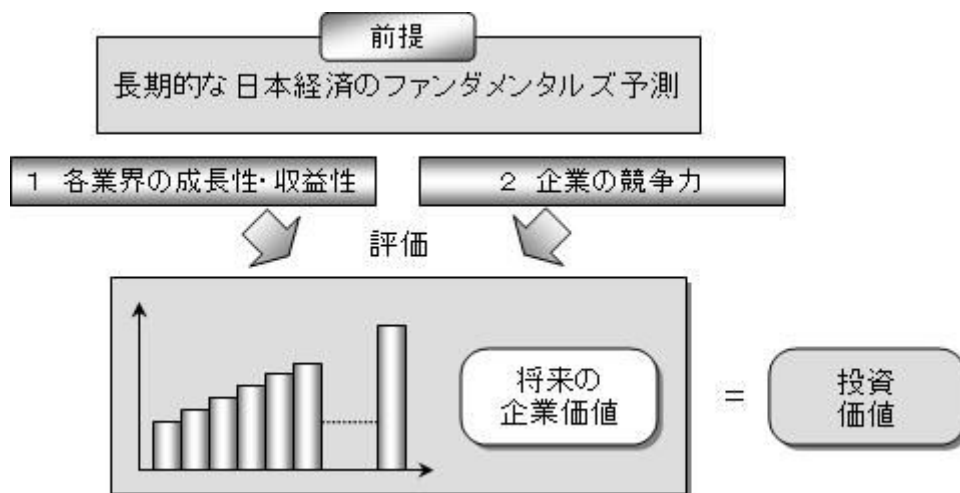 前提
長期的な日本経済のファンダメンタルズ予測
1 各業界の成長性・収益性
2 企業の競争力
評価
将来の
企業価値
=
投資
価値